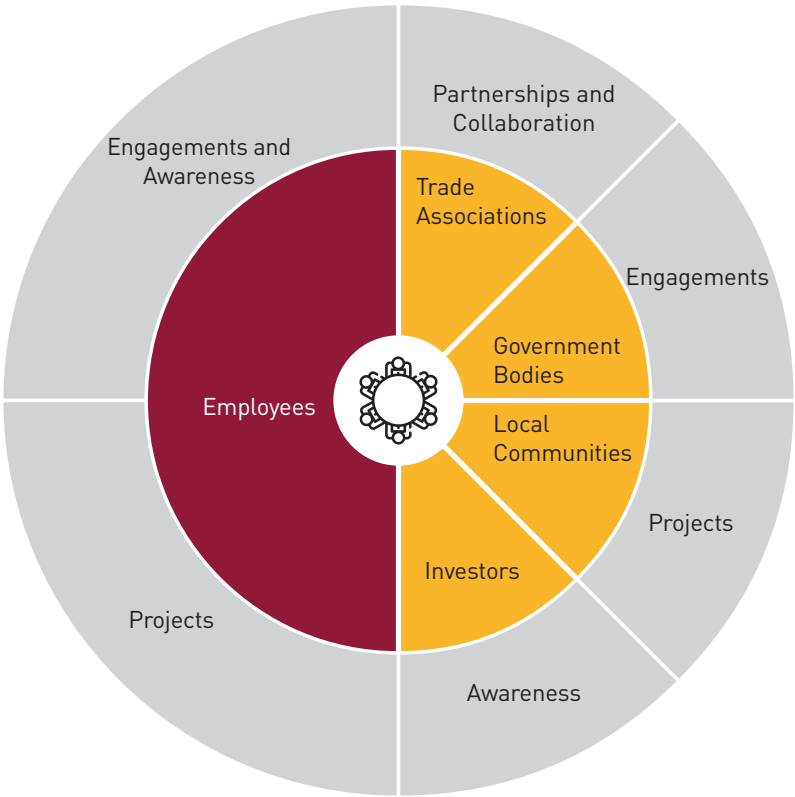 Partnerships and
Collaboration
Engagements and
Awareness
Trade
Associations
Engagements
Government
Bodies
Employees
Local
Communities
Projects
Investors
Projects
Awareness